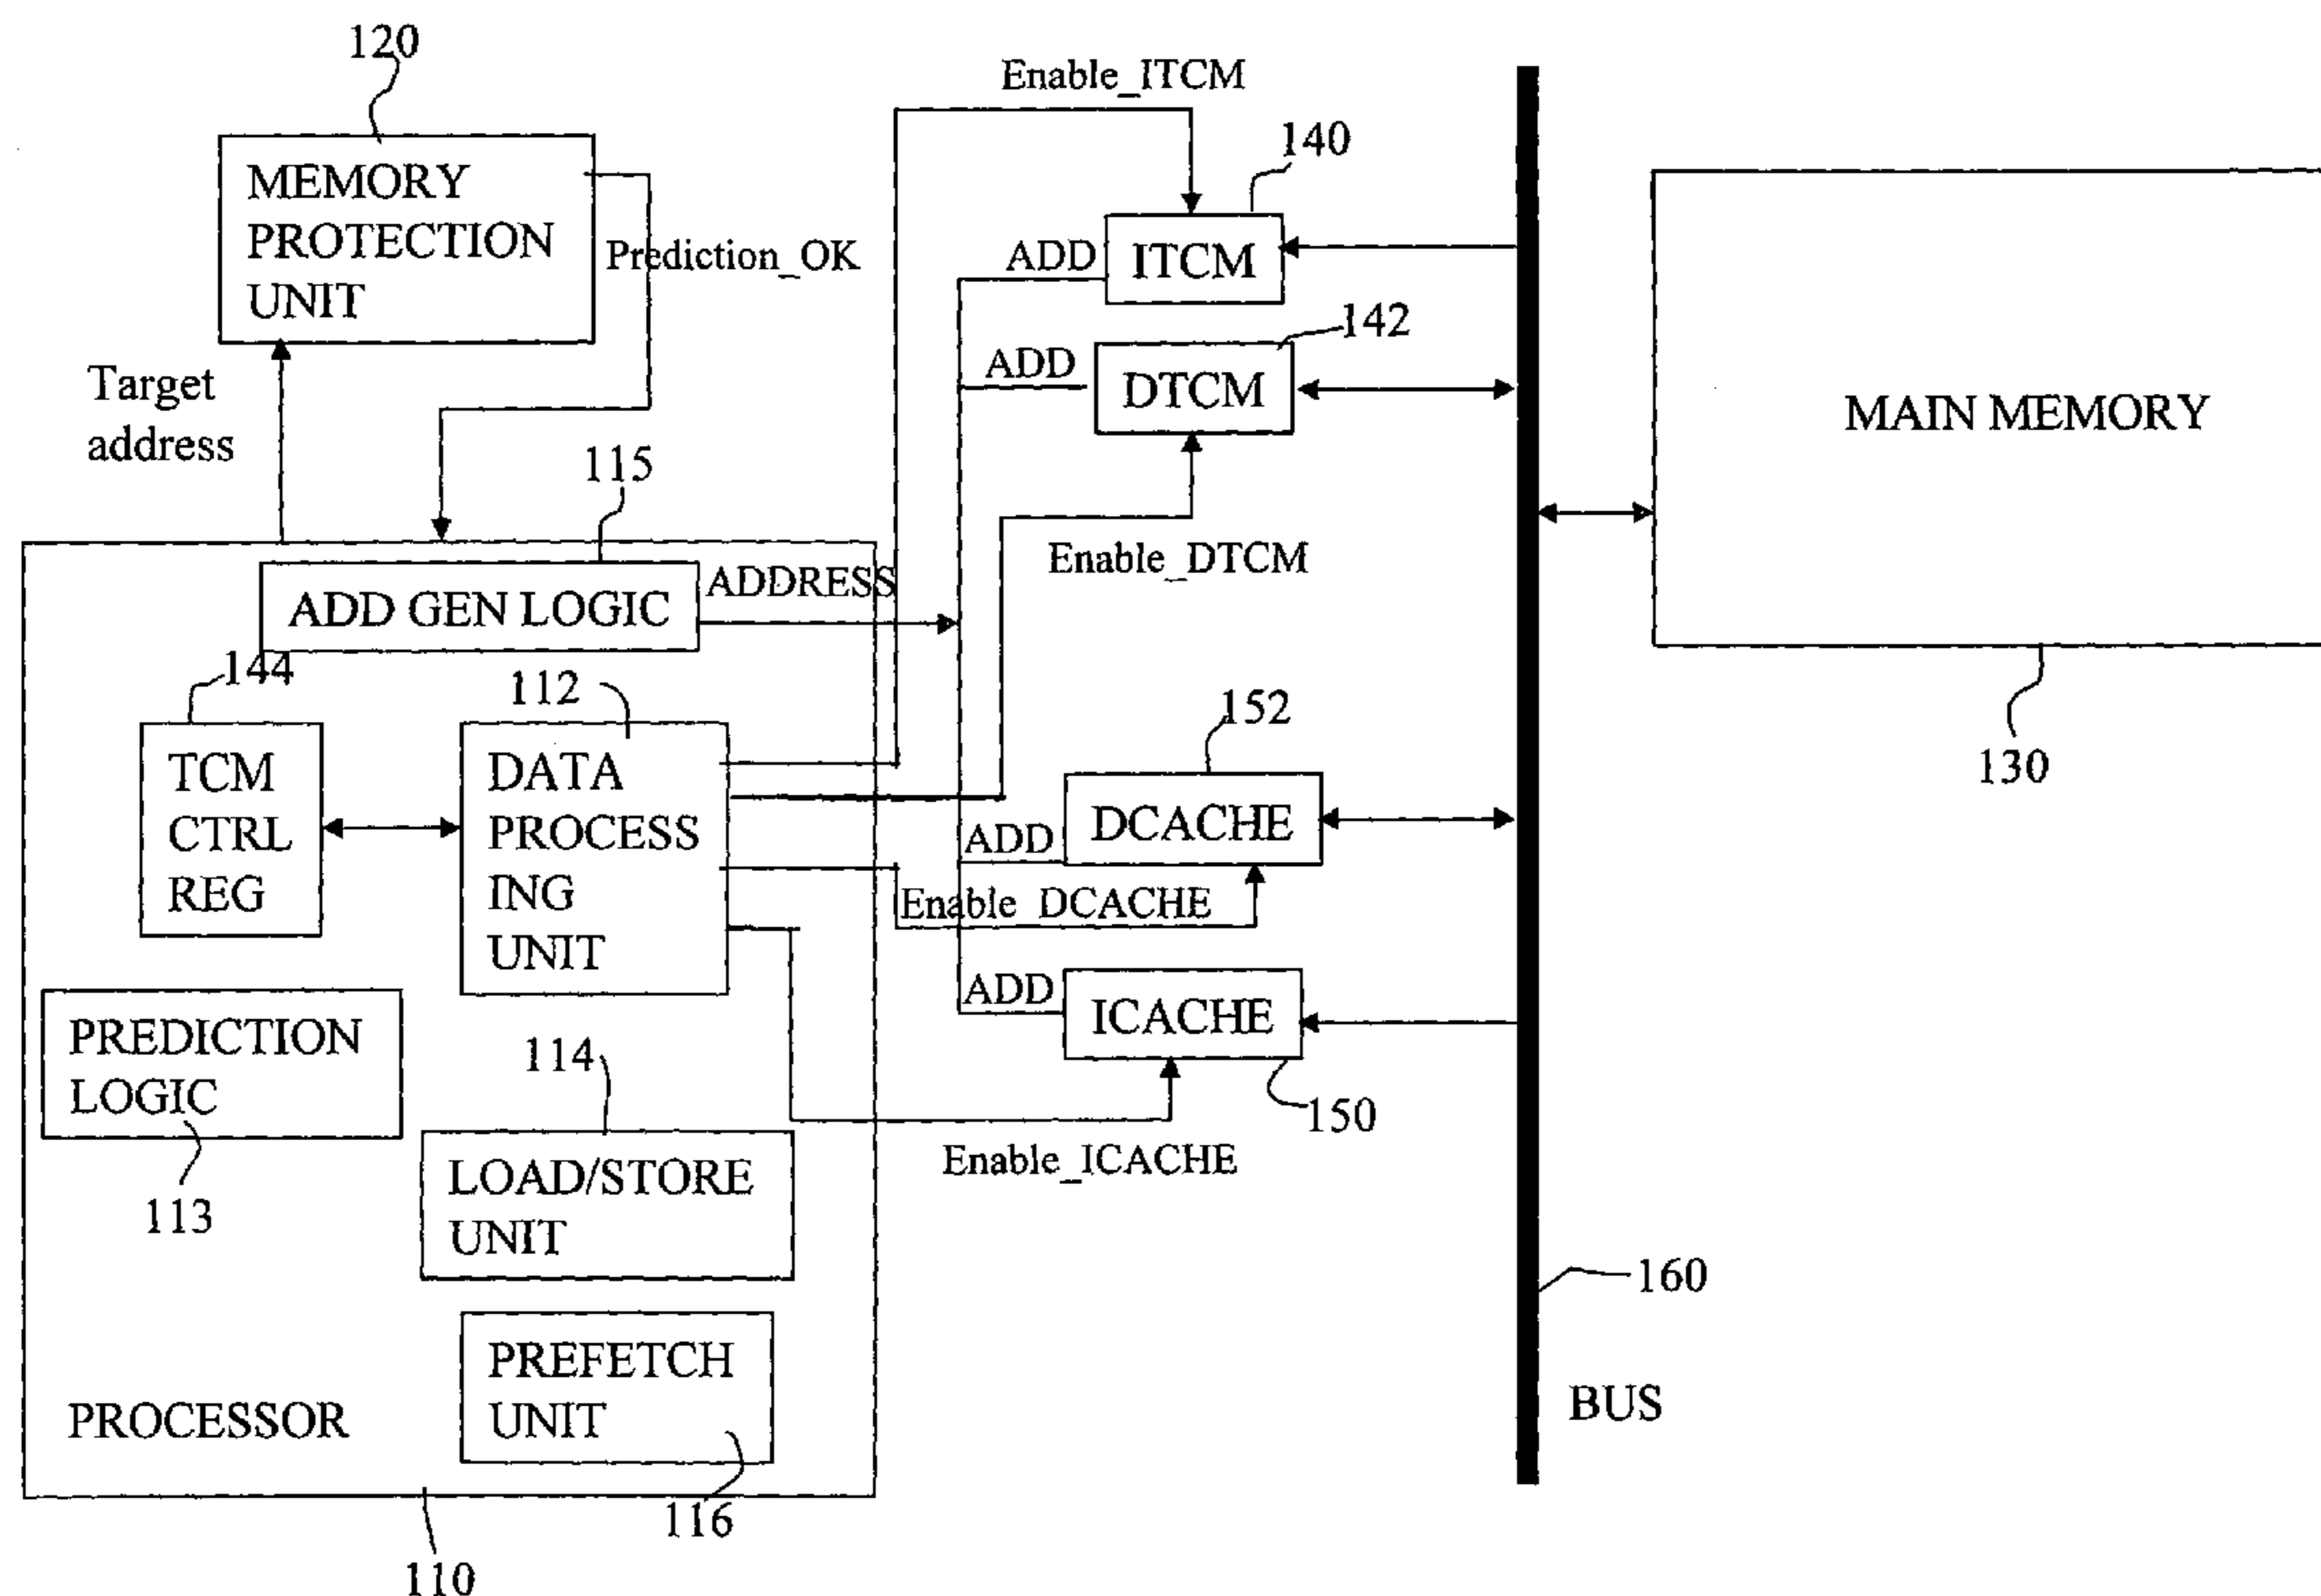 120
Enable_ITCM
140
MEMORY
PROTECTION
UNIT
Prediction_OK
ADD
ITCM
142
ADD
DTCM
MAIN MEMORY
Target
address
115
Enable_DTCM
ADDRESS
ADD GEN LOGIC
144
112
152
130
TCM
CTRL
REG
DATA
PROCESS
ING
UNIT
ADD
DCACHE
Enable_DCACHE
ADD
ICACHE
PREDICTION
LOGIC
114
150
Enable_ICACHE
LOAD/STORE
UNIT
113
160
PREFETCH
UNIT
PROCESSOR
BUS
116
110